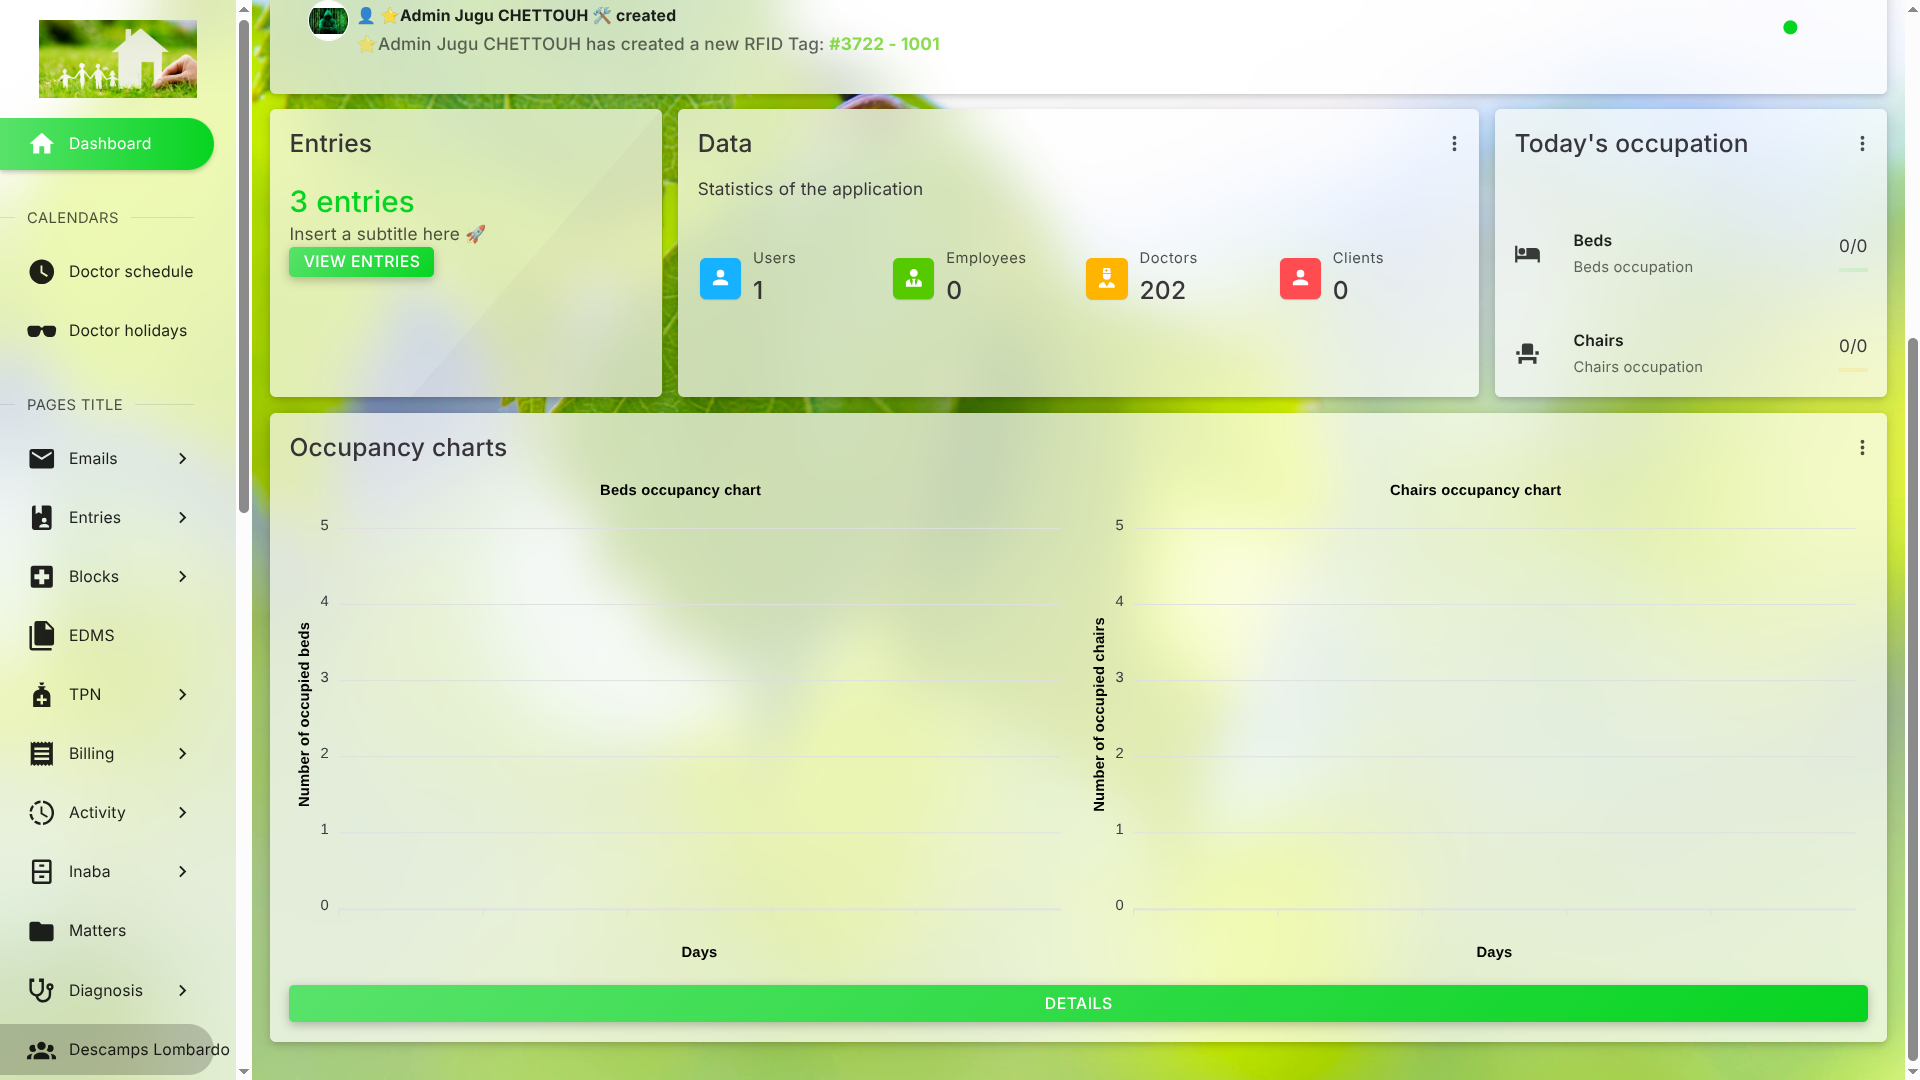 👤 ⭐Admin Jugu CHETTOUH 🛠️ created
⭐Admin Jugu CHETTOUH has created a new RFID Tag: #3722 - 1001
Dashboard
CALENDARS
Doctor schedule
Doctor holidays
PAGES TITLE
Emails
Entries
Blocks
EDMS
TPN
Billing
Activity
Inaba
Matters
Diagnosis
Descamps Lombardo
Entries
3 entries
Insert a subtitle here 🚀
VIEW ENTRIES
Data
Statistics of the application
Users
1
Employees
0
Doctors
202
Clients
0
Today's occupation
Beds
Beds occupation
0/0
Chairs
Chairs occupation
0/0
Occupancy charts
Beds occupancy chart
Number of occupied beds
5
4
3
2
1
0
Days
Chairs occupancy chart
Number of occupied chairs
5
4
3
2
1
0
Days
DETAILS